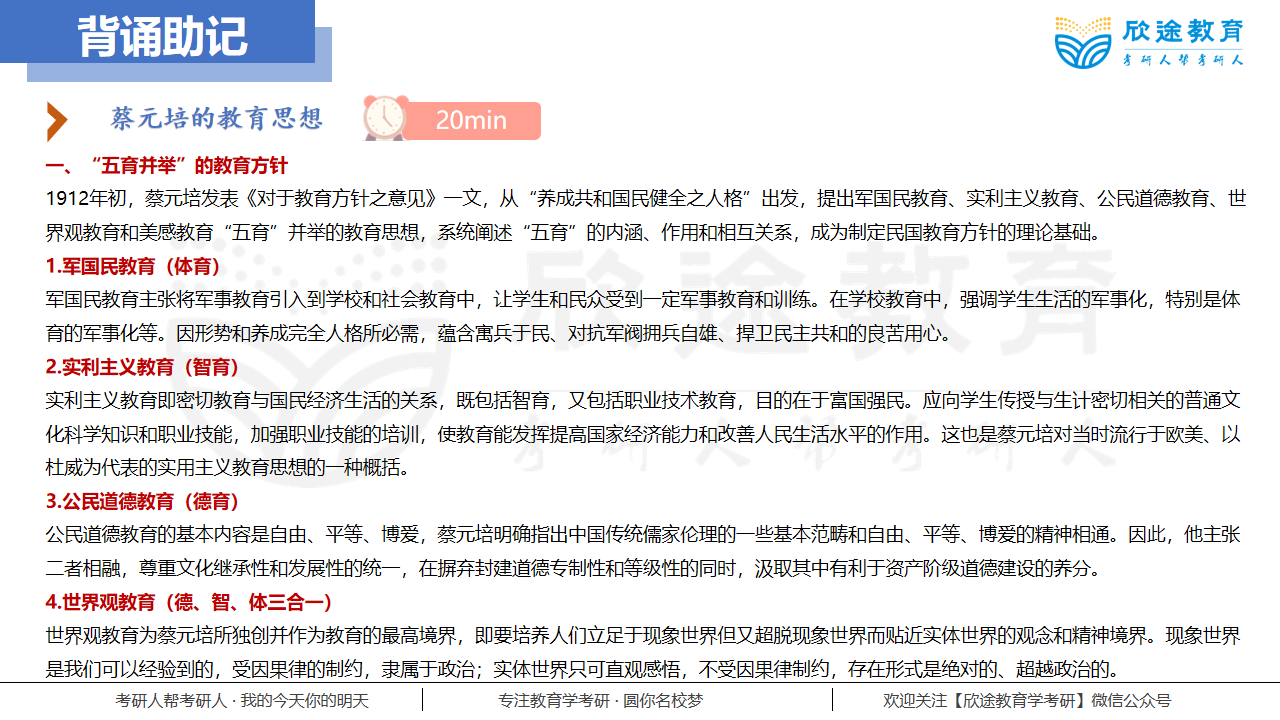 背诵助记
欣途教育
考研人帮考研人
蔡元培的教育思想
20min
一、“五育并举”的教育方针
1912年初，蔡元培发表《对于教育方针之意见》一文，从“养成共和国民健全之人格”出发，提出军国民教育、实利主义教育、公民道德教育、世
界观教育和美感教育“五育”并举的教育思想，系统阐述“五育”的内涵、作用和相互关系，成为制定民国教育方针的理论基础。
1.军国民教育（体育）
军国民教育主张将军事教育引入到学校和社会教育中，让学生和民众受到一定军事教育和训练。在学校教育中，强调学生生活的军事化，特别是体
育的军事化等。因形势和养成完全人格所必需，蕴含寓兵于民、对抗军阀拥兵自雄、捍卫民主共和的良苦用心。
2.实利主义教育（智育）
实利主义教育即密切教育与国民经济生活的关系，既包括智育，又包括职业技术教育，目的在于富国强民。应向学生传授与生计密切相关的普通文
化科学知识和职业技能，加强职业技能的培训，使教育能发挥提高国家经济能力和改善人民生活水平的作用。这也是蔡元培对当时流行于欧美、以
杜威为代表的实用主义教育思想的一种概括。
3.公民道德教育（德育）
公民道德教育的基本内容是自由、平等、博爱，蔡元培明确指出中国传统儒家伦理的一些基本范畴和自由、平等、博爱的精神相通。因此，他主张
二者相融，尊重文化继承性和发展性的统一，在摒弃封建道德专制性和等级性的同时，汲取其中有利于资产阶级道德建设的养分。
4.世界观教育（德、智、体三合一）
世界观教育为蔡元培所独创并作为教育的最高境界，即要培养人们立足于现象世界但又超脱现象世界而贴近实体世界的观念和精神境界。现象世界
是我们可以经验到的，受因果律的制约，隶属于政治；实体世界只可直观感悟，不受因果律制约，存在形式是绝对的、超越政治的。
欣途教育
考研人帮考研人
考研人帮考研人 · 我的今天你的明天
专注教育学考研 · 圆你名校梦
欢迎关注【欣途教育学考研】微信公众号